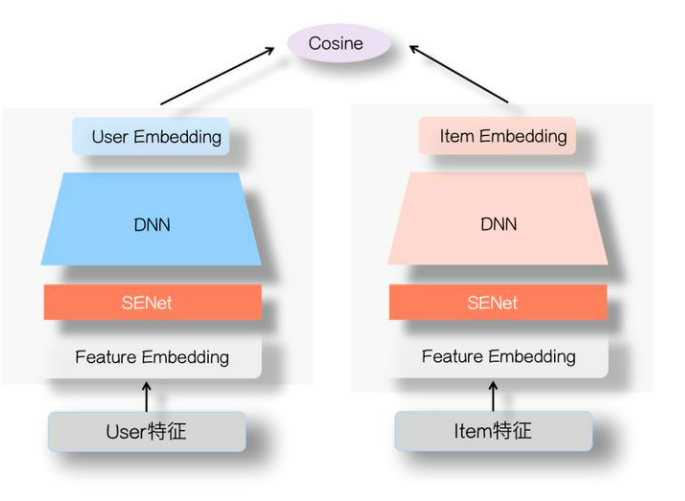 Cosine
User Embedding
DNN
SENet
Feature Embedding
User特征
Item Embedding
DNN
SENet
Feature Embedding
Item特征